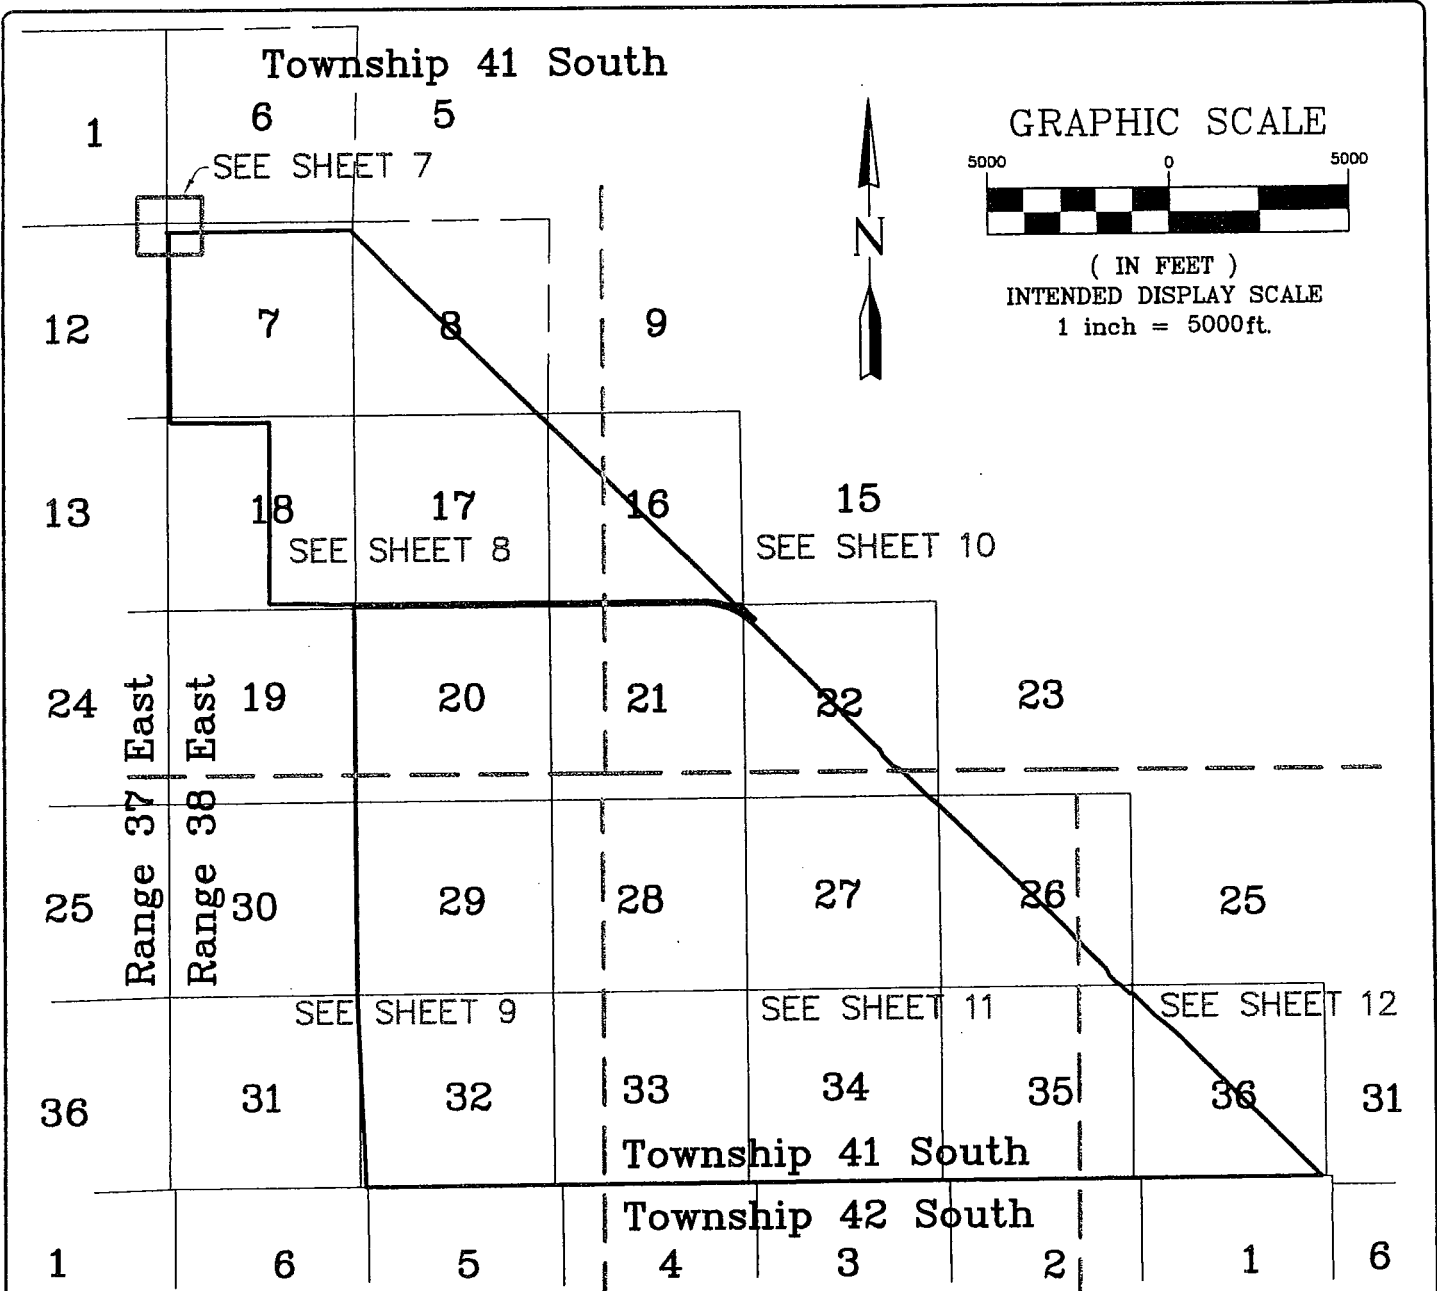 Township 41 South
1
6
5
SEE SHEET 7
GRAPHIC SCALE
5000
0
5000
N
( IN FEET )
INTENDED DISPLAY SCALE
1 inch = 5000ft.
12
7
8
9
13
18
17
16
15
SEE SHEET 8
SEE SHEET 10
24
19
20
21
22
23
Range 37 East
Range 38 East
25
30
29
28
27
26
25
SEE SHEET 9
SEE SHEET 11
SEE SHEET 12
36
31
32
33
34
35
36
31
Township 41 South
Township 42 South
1
6
5
4
3
2
1
6